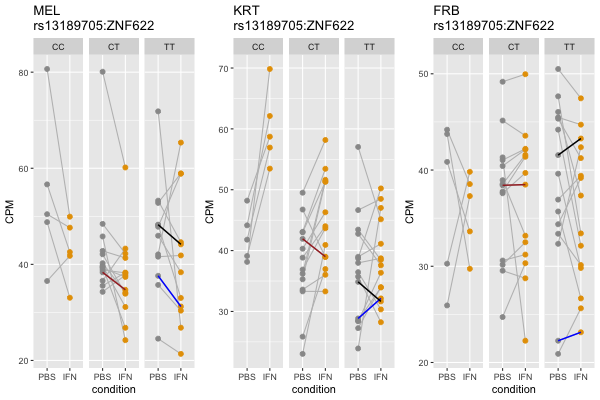 MEL
rs13189705:ZNF622
CC
CT
TT
80
60
40
20
CPM
PBS IFN
PBS IFN
PBS IFN
condition
KRT
rs13189705:ZNF622
CC
CT
TT
70
60
50
40
30
CPM
PBS IFN
PBS IFN
PBS IFN
condition
FRB
rs13189705:ZNF622
CC
CT
TT
50
40
30
20
CPM
PBS IFN
PBS IFN
PBS IFN
condition